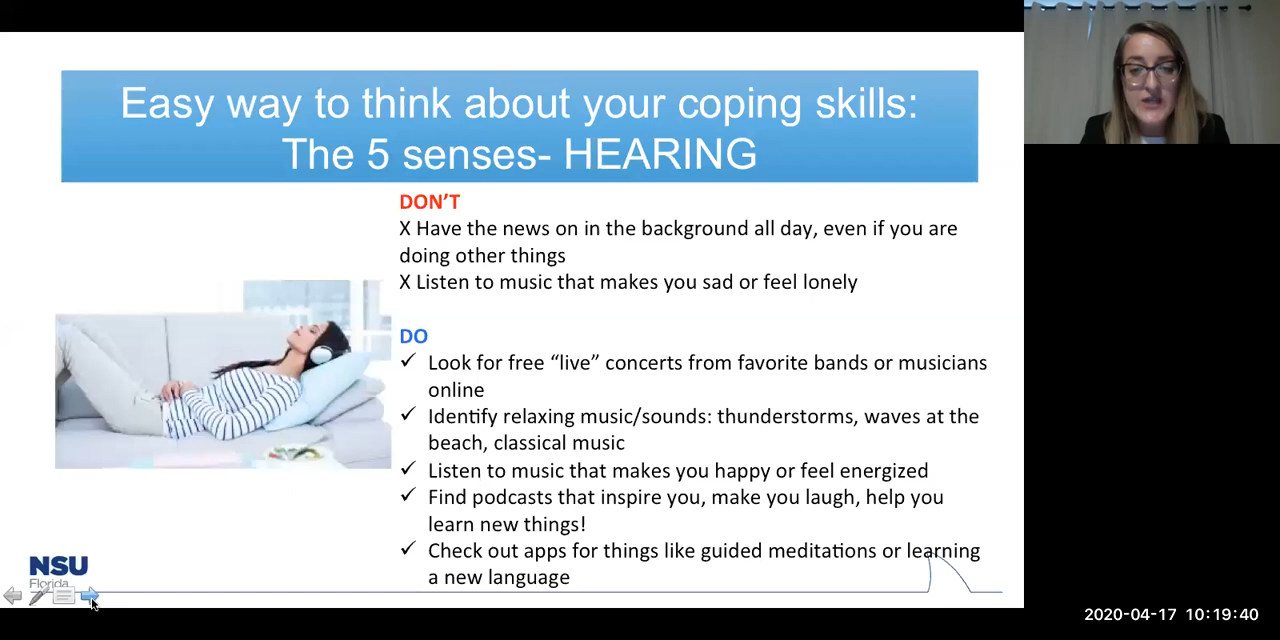 Easy way to think about your coping skills:
The 5 senses- HEARING
DON'T
X Have the news on in the background all day, even if you are
doing other things
X Listen to music that makes you sad or feel lonely
DO
✓ Look for free “live” concerts from favorite bands or musicians
online
✓ Identify relaxing music/sounds: thunderstorms, waves at the
beach, classical music
✓ Listen to music that makes you happy or feel energized
✓ Find podcasts that inspire you, make you laugh, help you
learn new things!
✓ Check out apps for things like guided meditations or learning
a new language
NSU
Florida
2020-04-17 10:19:40